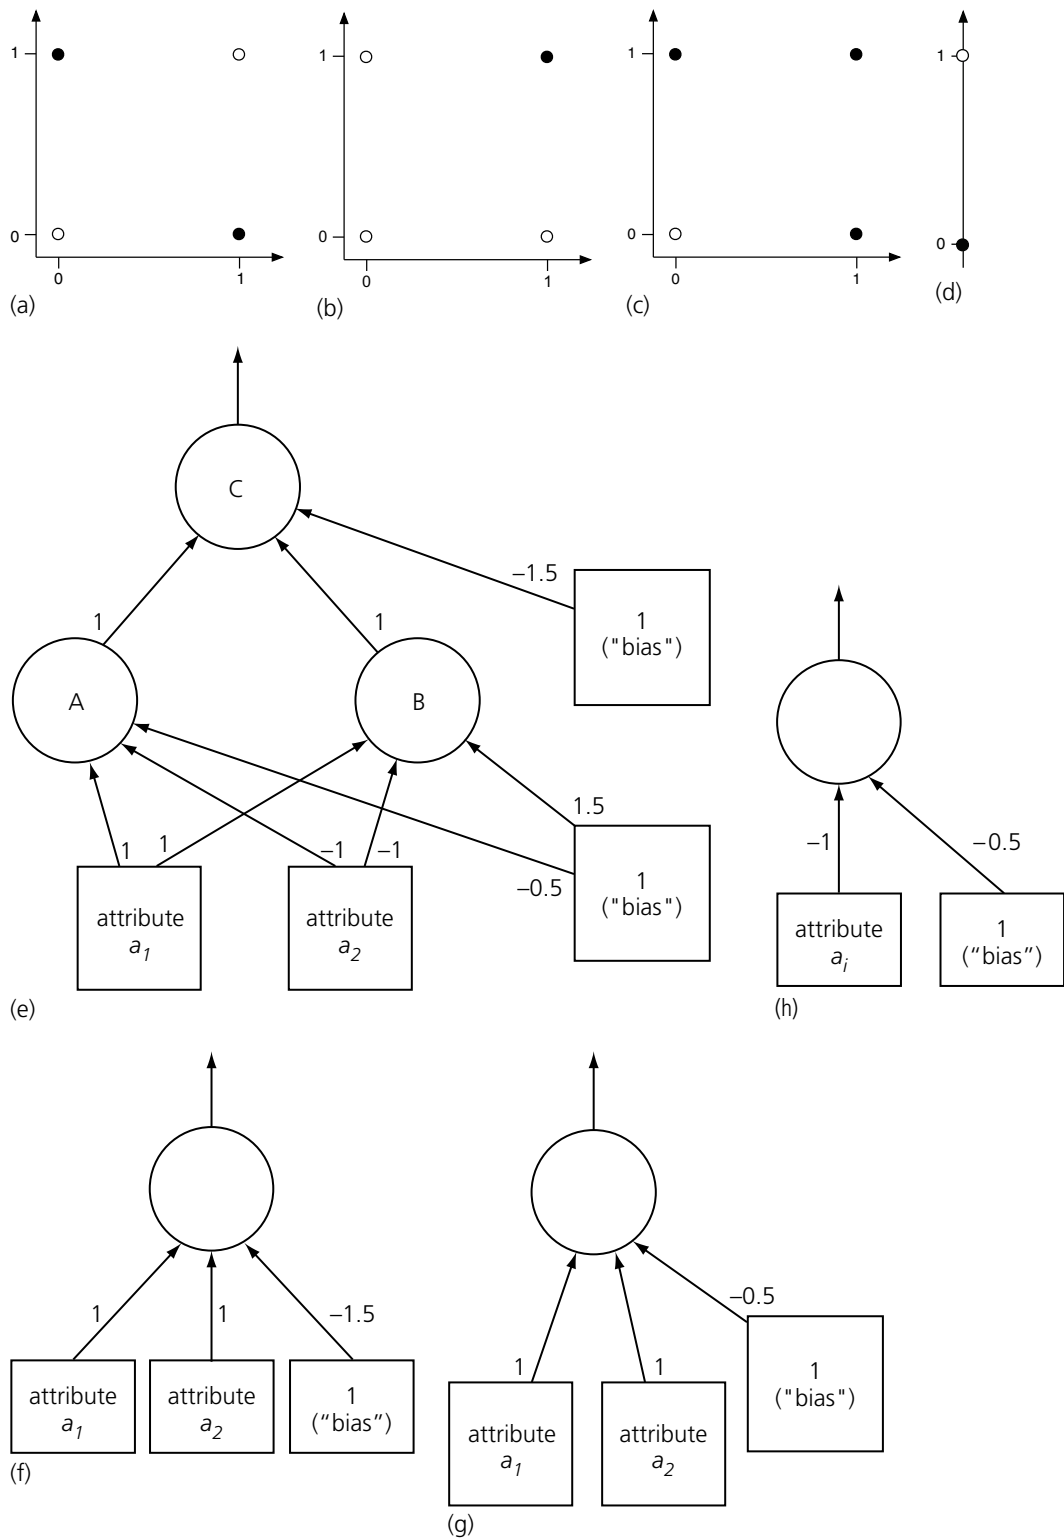 1
0
0
1
(a)
1
0
0
1
(b)
1
0
0
1
(c)
1
0
(d)
C
–1.5
1
("bias")
1
1
A
B
1.5
1
1
–1
–1
–0.5
1
("bias")
attribute
a1
attribute
a2
(e)
–1
–0.5
attribute
ai
1
(“bias”)
(h)
1
1
–1.5
attribute
a1
attribute
a2
1
(“bias”)
(f)
–0.5
1
1
1
("bias")
attribute
a1
attribute
a2
(g)